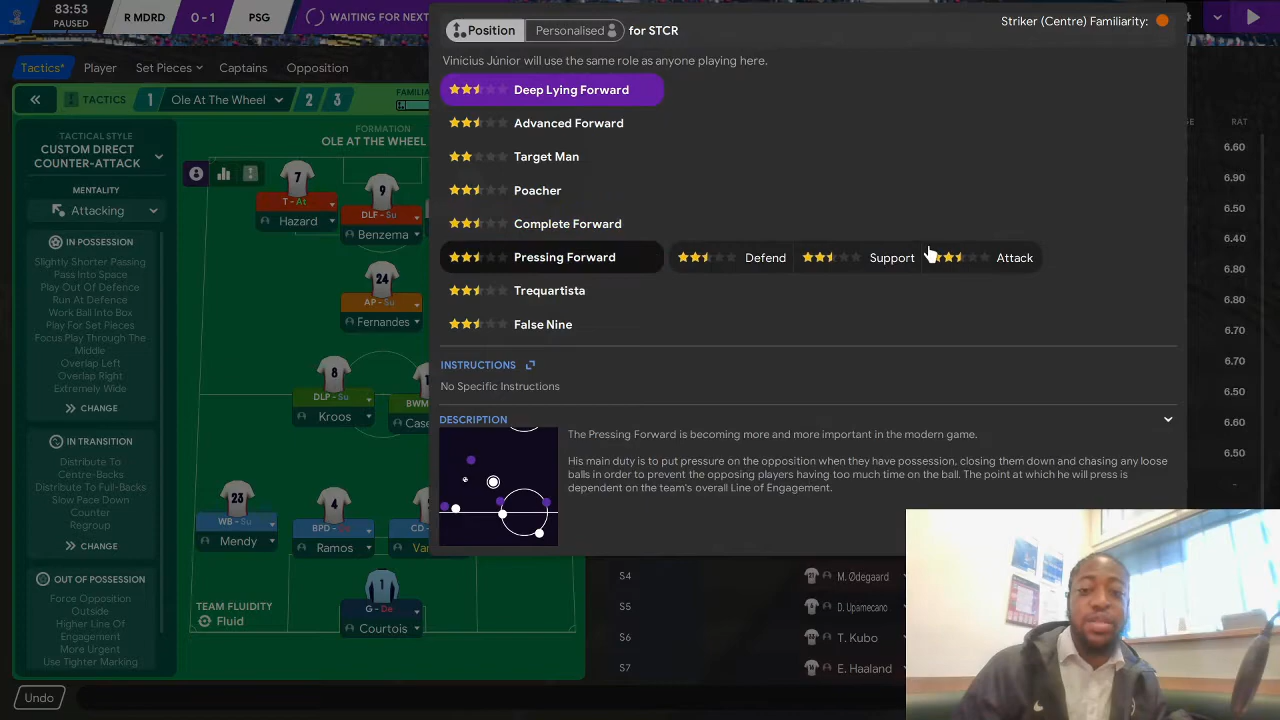 83:53
PAUSED
R MDRD
0 - 1
PSG
WAITING FOR NEXT
Tactics*
Player
Set Pieces
Captains
Opposition
TACTICS
1
Ole At The Wheel
2
3
TACTICAL STYLE
CUSTOM DIRECT
COUNTER-ATTACK
MENTALITY
Attacking
IN POSSESSION
Slightly Shorter Passing
Pass Into Space
Play Out Of Defence
Run At Defence
Work Ball Into Box
Play For Set Pieces
Focus Play Through The
Middle
Overlap Left
Overlap Right
Extremely Wide
CHANGE
IN TRANSITION
Distribute To
Centre-Backs
Distribute To Full-Backs
Slow Pace Down
Counter
Regroup
CHANGE
OUT OF POSSESSION
Force Opposition
Outside
Higher Line Of
Engagement
More Urgent
Use Tighter Marking
Undo
FORMATION
OLE AT THE WHEEL
7
T - At
Hazard
9
DLF - Su
Benzema
24
AP - Su
Fernandes
8
DLP - Su
Kroos
BWM
23
WB - Su
Mendy
4
BPD - De
Ramos
CD -
1
G - De
Courtois
TEAM FLUIDITY
Fluid
Position
Personalised
for STCR
Striker (Centre) Familiarity:
Vinicius Júnior will use the same role as anyone playing here.
Deep Lying Forward
Advanced Forward
Target Man
Poacher
Complete Forward
Pressing Forward
Defend
Support
Attack
Trequartista
False Nine
INSTRUCTIONS
No Specific Instructions
DESCRIPTION
The Pressing Forward is becoming more and more important in the modern game.
His main duty is to put pressure on the opposition when they have possession, closing them down and chasing any loose
balls in order to prevent the opposing players having too much time on the ball. The point at which he will press is
dependent on the team's overall Line of Engagement.
RAT
6.60
6.90
6.50
6.40
6.80
6.80
6.70
6.70
6.50
6.60
6.50
S4
M. Ødegaard
S5
D. Upamecano
S6
T. Kubo
S7
E. Haaland